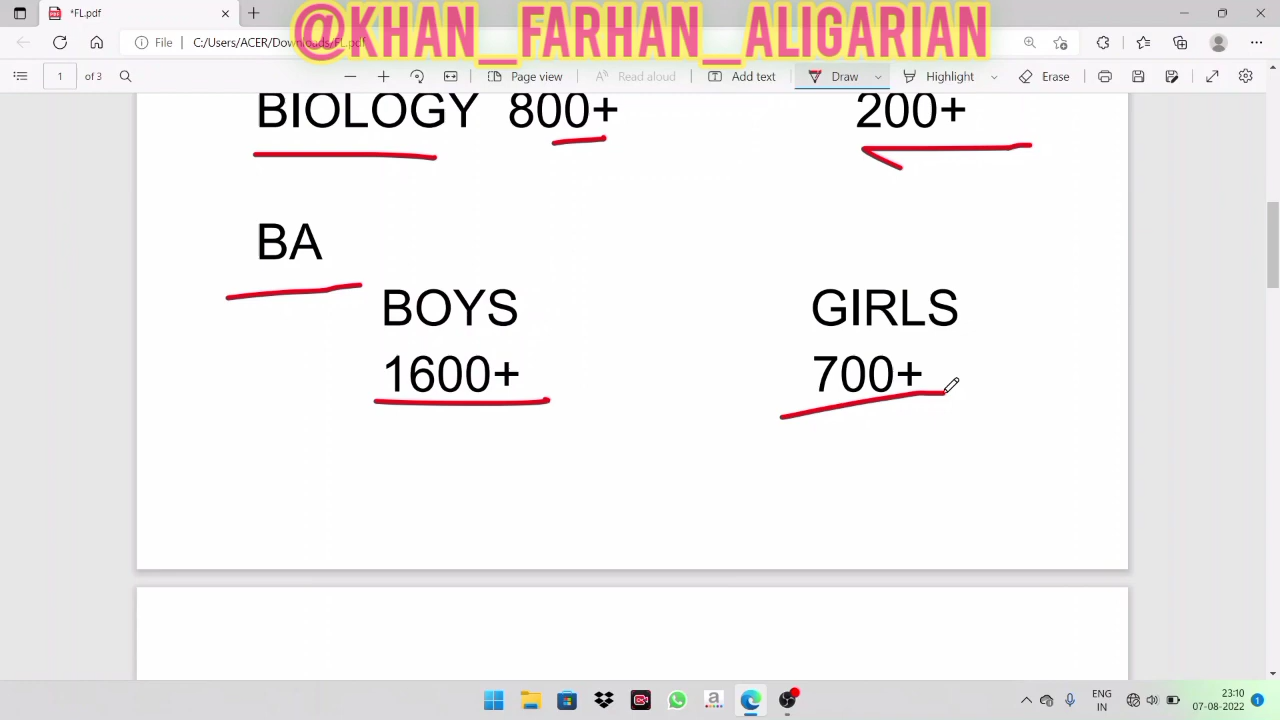 *FL.pdf
@KHAN_FARHAN_ALIGARIAN
File C:/Users/ACER/Downloads/FL.pdf
1 of 3 Page view Read aloud Add text Draw Highlight Erase
BIOLOGY 800+ 200+
BA
BOYS GIRLS
1600+ 700+
ENG 23:10
IN 07-08-2022